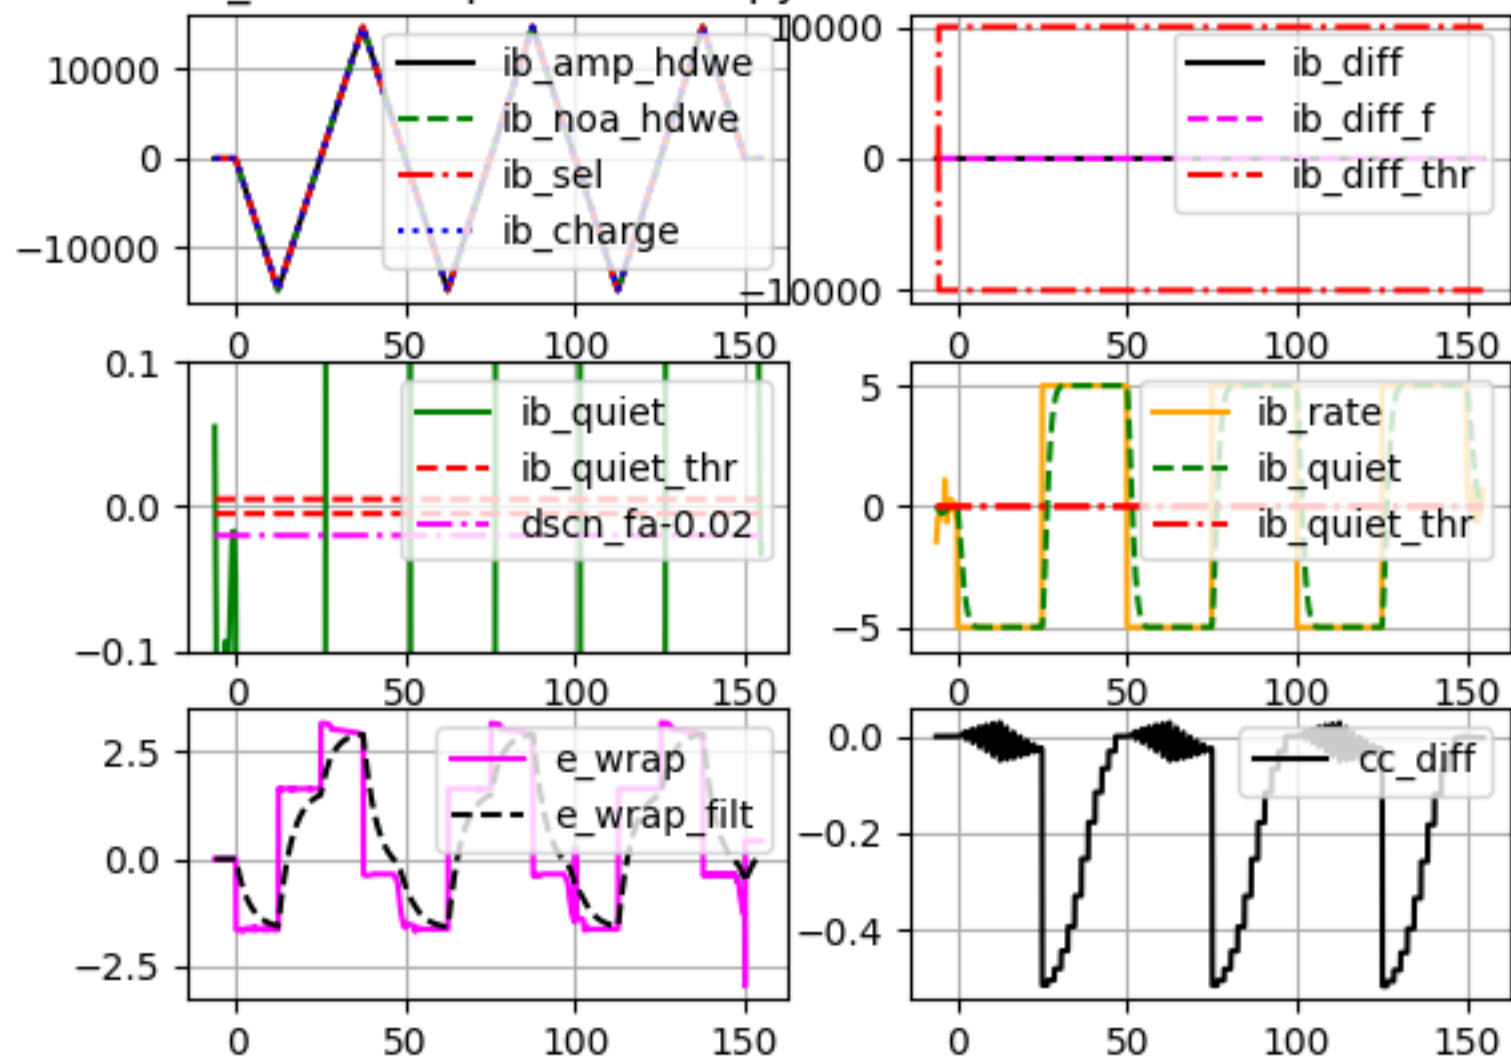 10000
0
−10000
ib_amp_hdwe
ib_noa_hdwe
ib_sel
ib_charge
0 50 100 150
10000
0
−10000
ib_diff
ib_diff_f
ib_diff_thr
0 50 100 150
0.1
0.0
−0.1
ib_quiet
ib_quiet_thr
dscn_fa-0.02
0 50 100 150
5
0
−5
ib_rate
ib_quiet
ib_quiet_thr
0 50 100 150
2.5
0.0
−2.5
e_wrap
e_wrap_filt
0 50 100 150
0.0
−0.2
−0.4
cc_diff
0 50 100 150